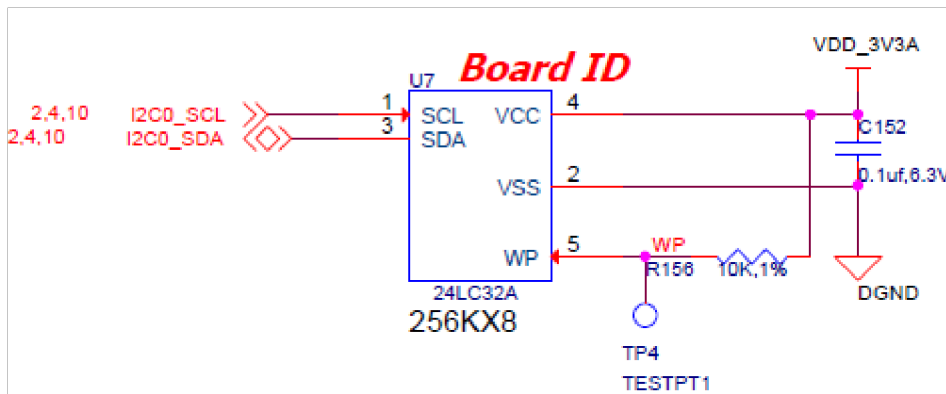 VDD_3V3A
Board ID
U7
2,4,10 I2C0_SCL 1 SCL VCC 4
2,4,10 I2C0_SDA 3 SDA
C152
0.1uf,6.3V
VSS 2
WP 5 WP
R156 10K,1%
DGND
24LC32A
256KX8
TP4
TESTPT1